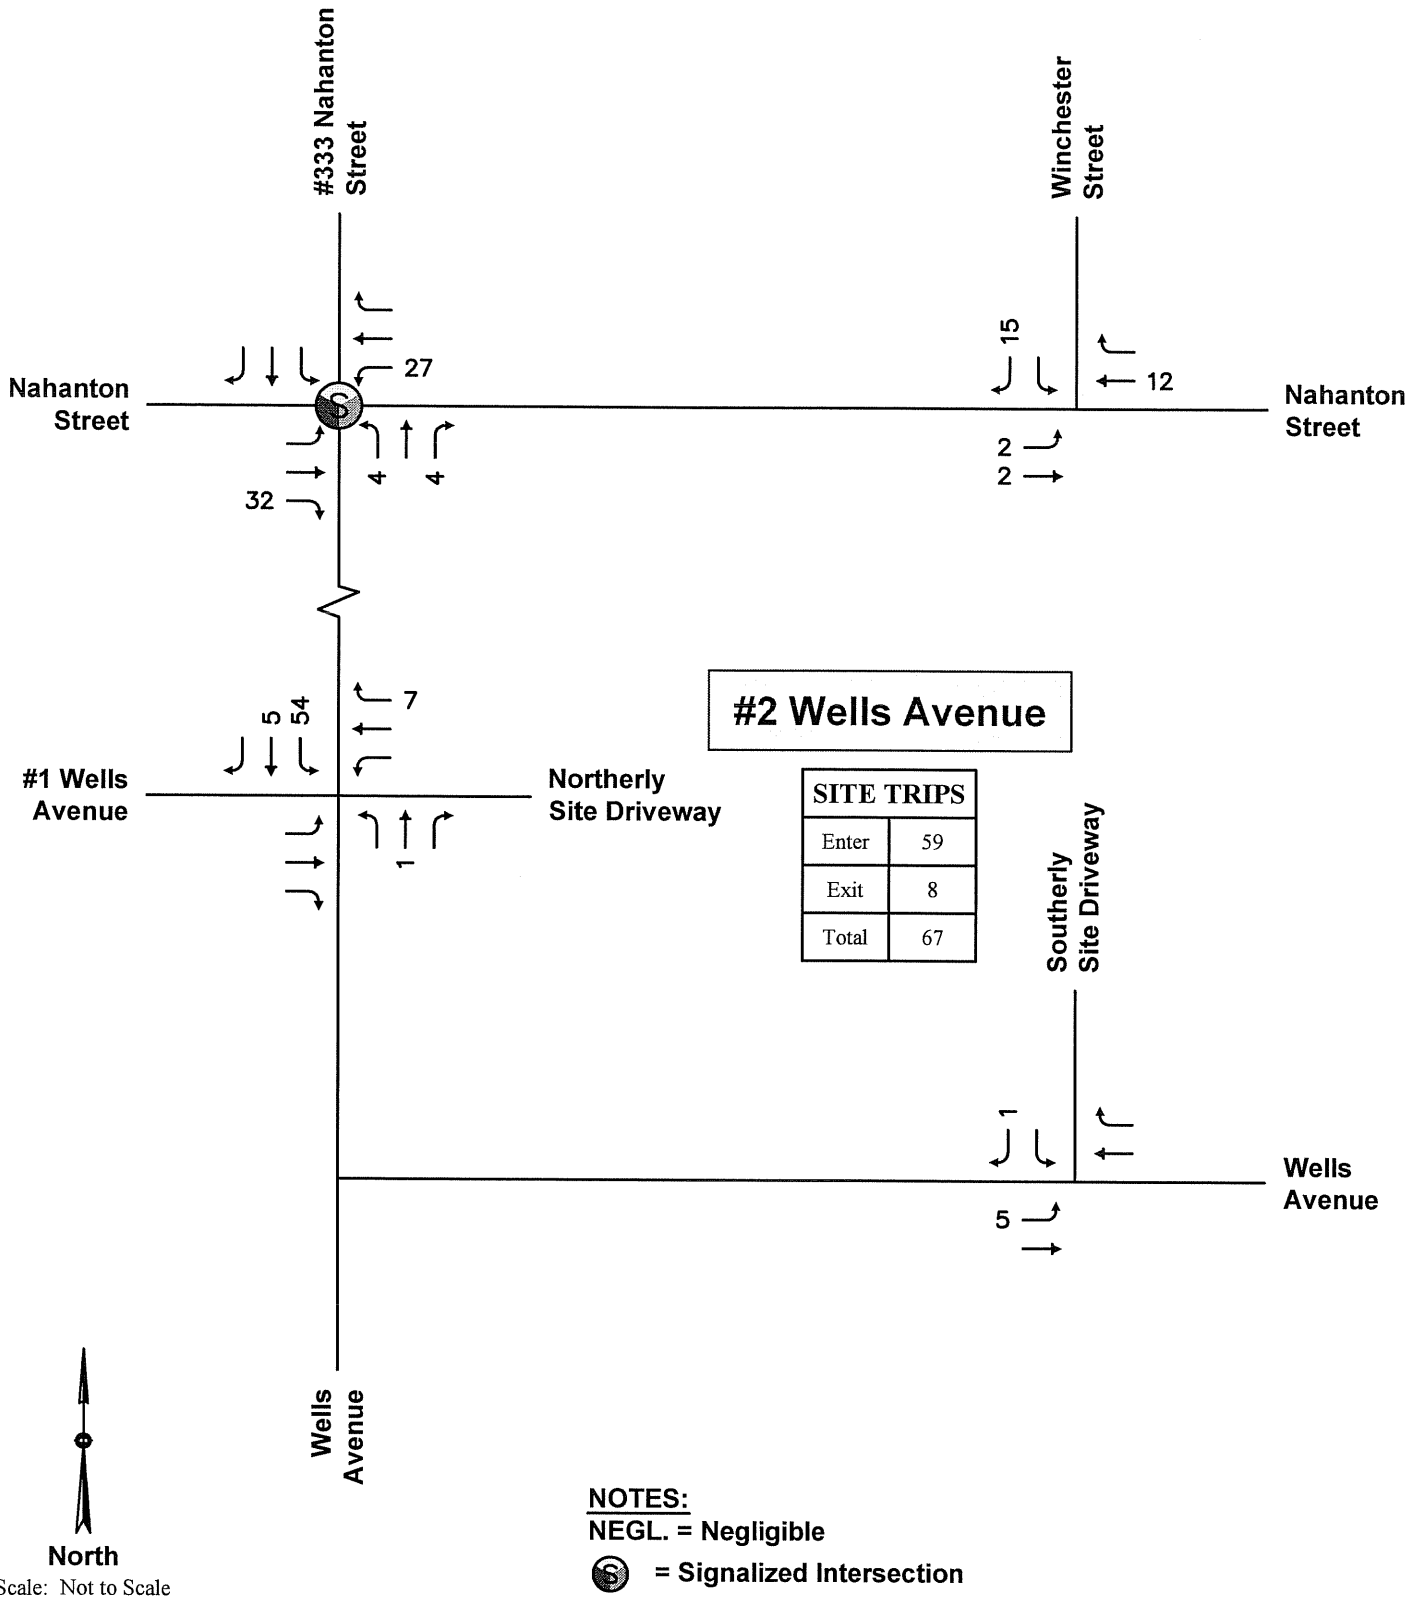 #333 Nahanton
Street
Winchester
Street
15
27
12
Nahanton
Street
S
Nahanton
Street
2
2
4
4
32
5
54
7
#2 Wells Avenue
#1 Wells
Avenue
Northerly
Site Driveway
1
SITE TRIPS
Enter 59
Exit 8
Total 67
Southerly
Site Driveway
1
Wells
Avenue
5
Wells
Avenue
North
Scale: Not to Scale
NOTES:
NEGL. = Negligible
S = Signalized Intersection